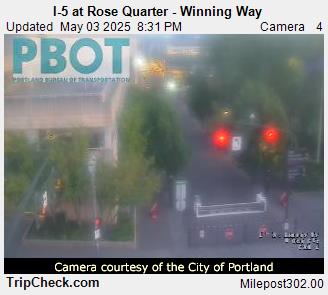 I-5 at Rose Quarter - Winning Way
Updated May 03 2025 8:31 PM Camera 4
PBOT
PORTLAND BUREAU OF TRANSPORTATION
Camera courtesy of the City of Portland
TripCheck.com Milepost302.00